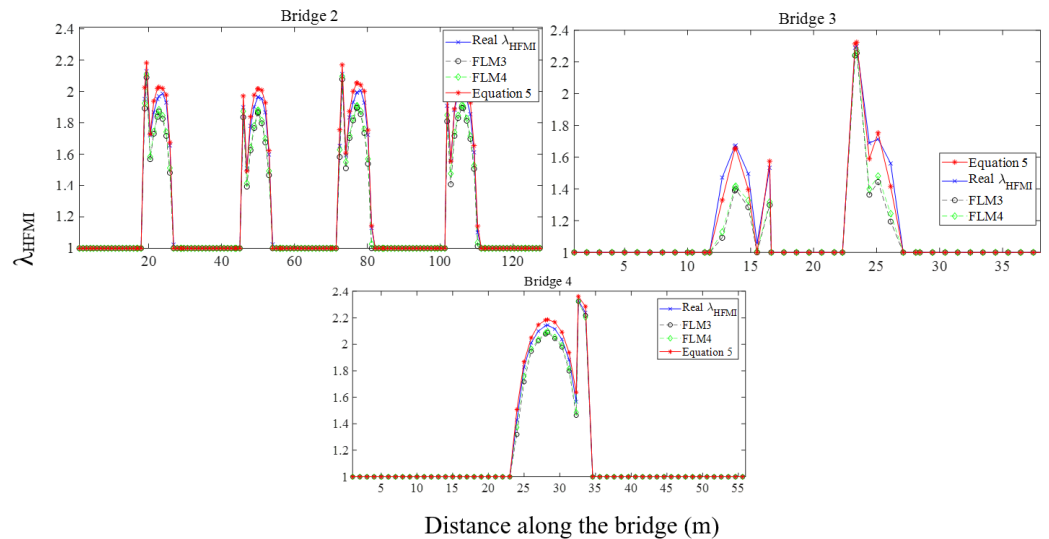 Bridge 2
2.4
2.2
2
1.8
1.6
1.4
1.2
1
20 40 60 80 100 120
Real λHFMI
FLM3
FLM4
Equation 5
Bridge 3
2.4
2.2
2
1.8
1.6
1.4
1.2
1
5 10 15 20 25 30 35
Equation 5
Real λHFMI
FLM3
FLM4
λHFMI
Bridge 4
2.4
2.2
2
1.8
1.6
1.4
1.2
1
5 10 15 20 25 30 35 40 45 50 55
Real λHFMI
FLM3
FLM4
Equation 5
Distance along the bridge (m)